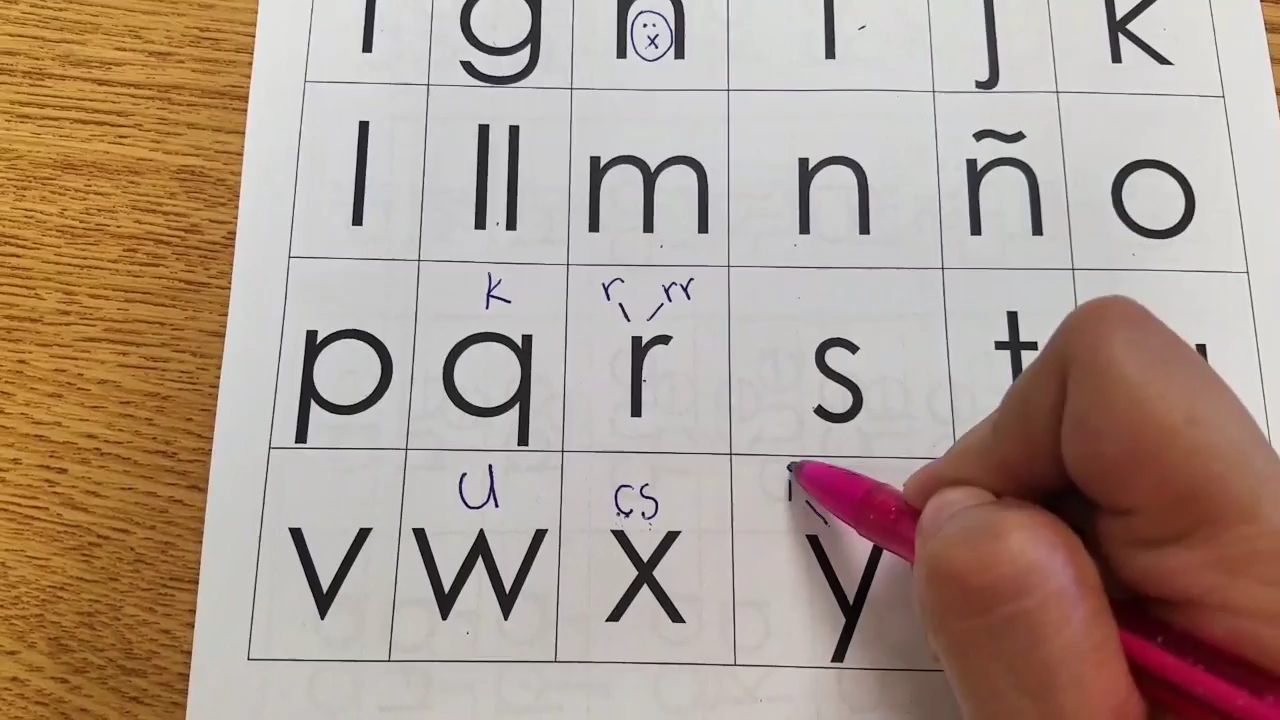 g h x i j k
l ll m n ñ o
k r rr
p q r s t
u cs i
v w x y